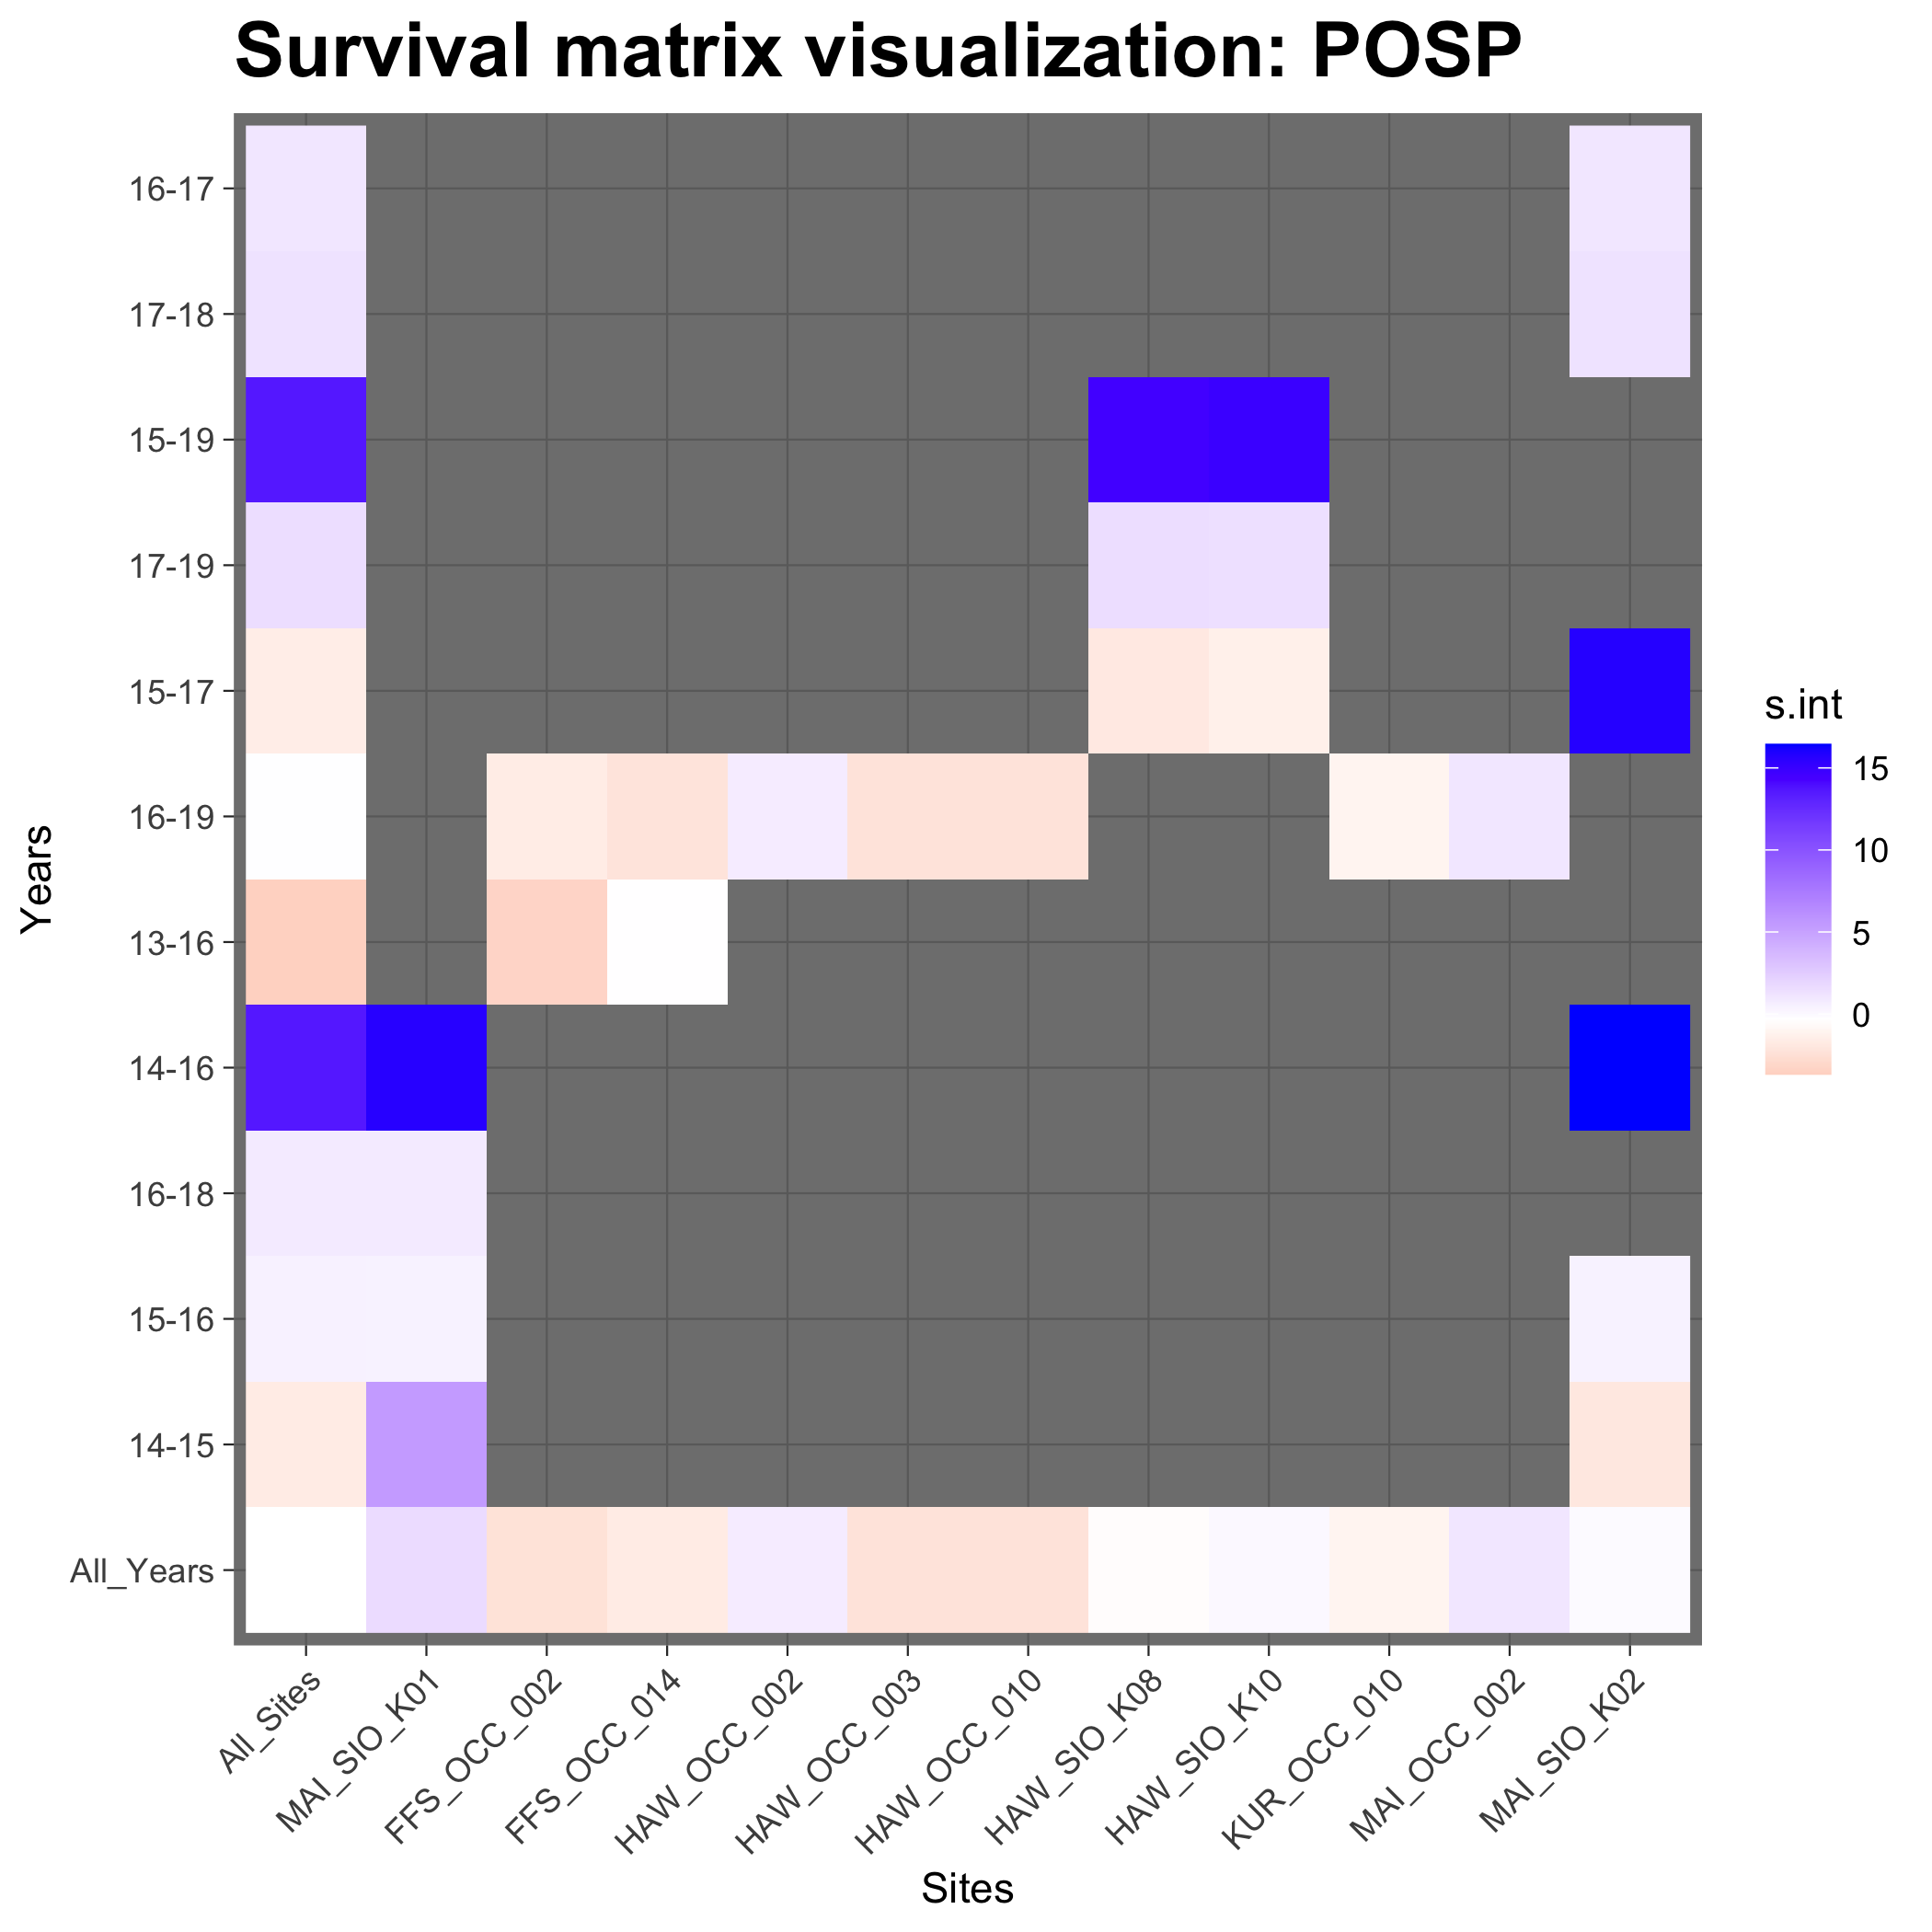 Survival matrix visualization: POSP
16-17
17-18
15-19
17-19
15-17
16-19
13-16
14-16
16-18
15-16
14-15
All_Years
Years
s.int
15
10
5
0
All_Sites
MAI_SIO_K01
FFS_OCC_002
FFS_OCC_014
HAW_OCC_002
HAW_OCC_003
HAW_OCC_010
HAW_SIO_K08
HAW_SIO_K10
KUR_OCC_010
MAI_OCC_002
MAI_SIO_K02
Sites